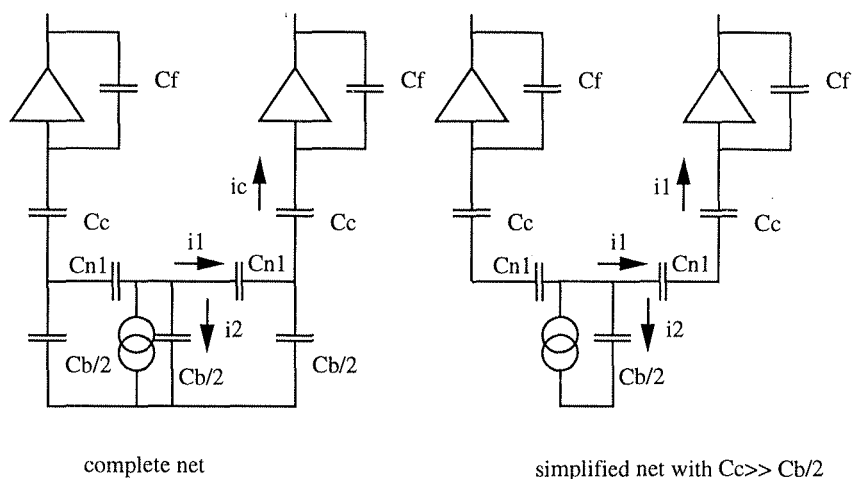 Cf Cf Cf Cf
ic i1
Cc Cc Cc Cc
i1 i1
Cn1 Cn1 Cn1 Cn1
i2 i2
Cb/2 Cb/2 Cb/2 Cb/2
complete net simplified net with Cc>> Cb/2